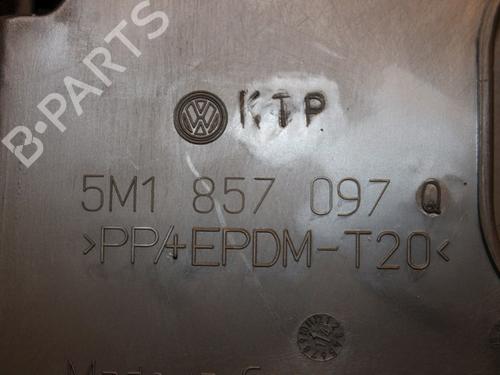 B-PARTS
KTP
5M1 857 097 Q
>PP/+EPDM-T20<